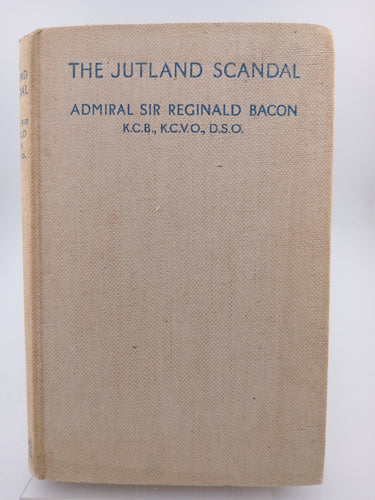 THE JUTLAND SCANDAL
ADMIRAL SIR REGINALD BACON
K.C.B., K.C.V.O., D.S.O.